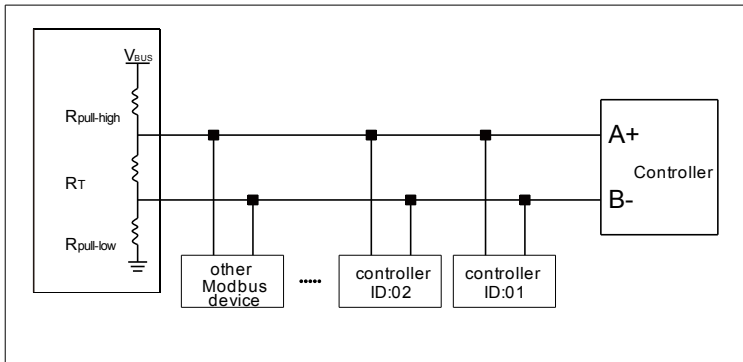 VBUS
Rpull-high
RT
Rpull-low
A+
Controller
B-
other
Modbus
device
.....
controller
ID:02
controller
ID:01